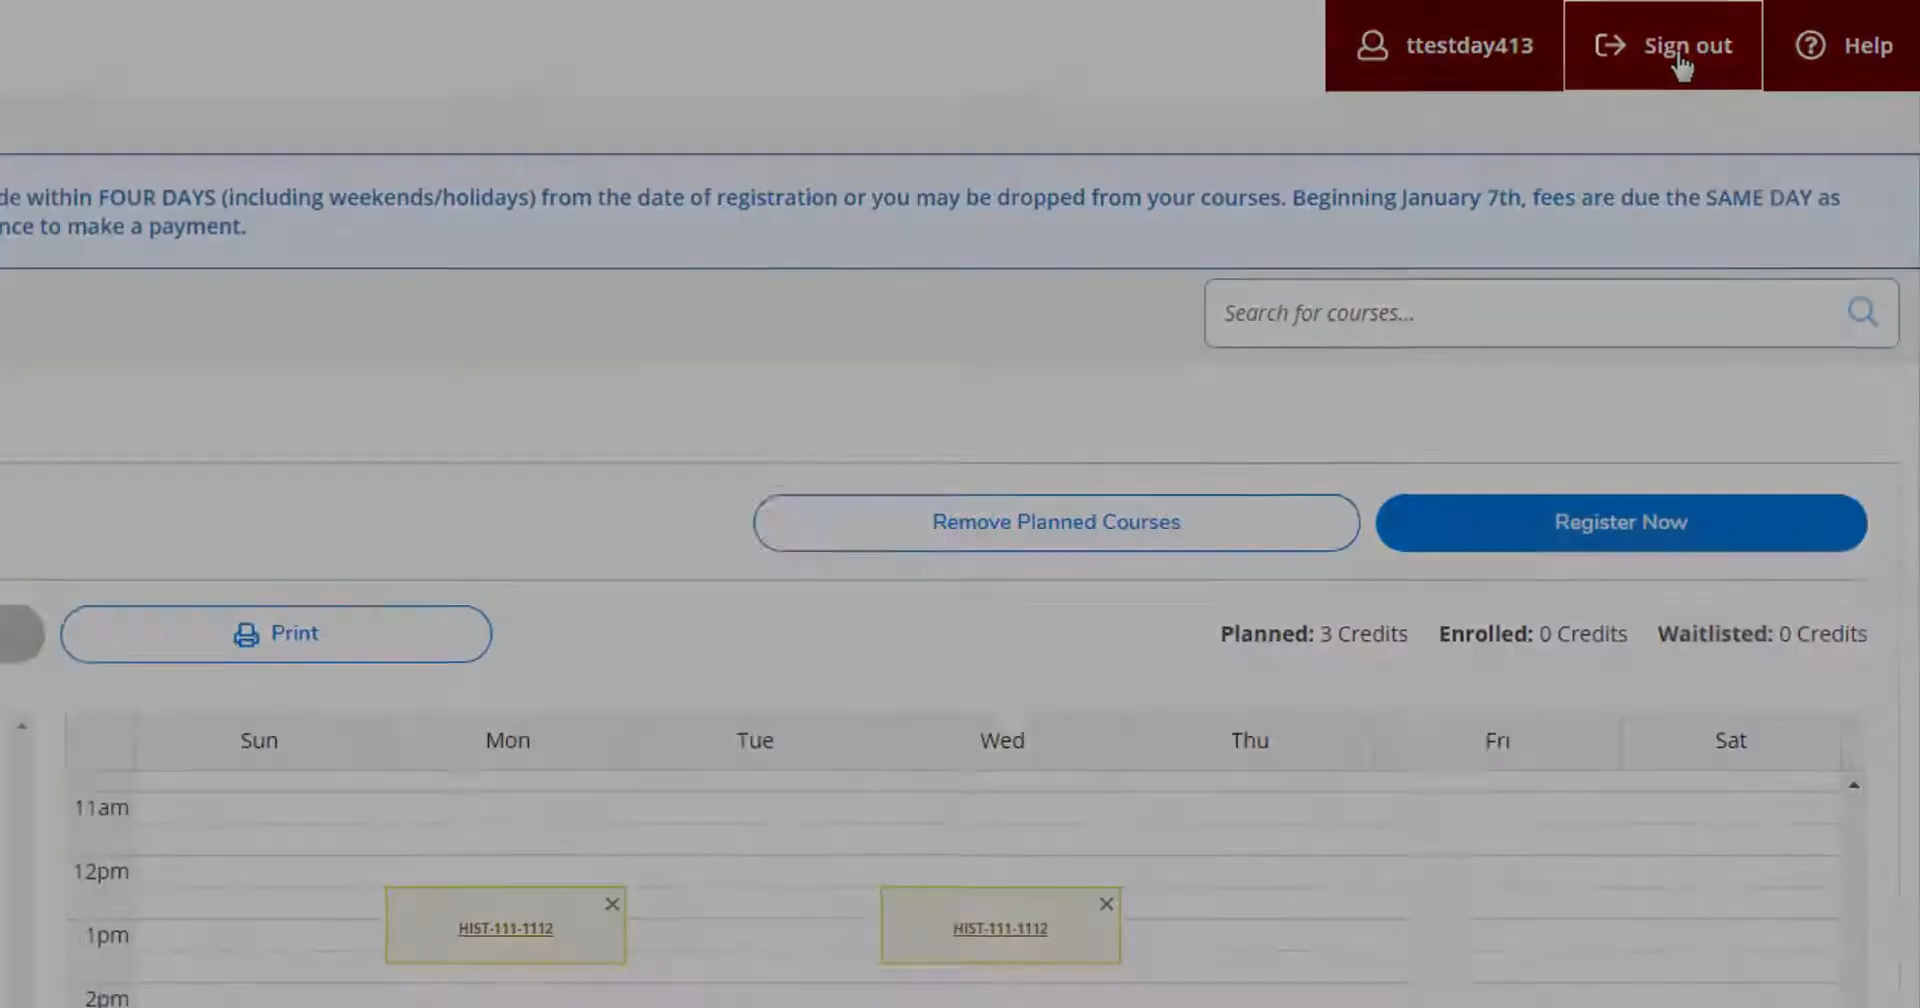 ttestday413 Sign out Help
de within FOUR DAYS (including weekends/holidays) from the date of registration or you may be dropped from your courses. Beginning January 7th, fees are due the SAME DAY as
nce to make a payment.
Search for courses...
Remove Planned Courses Register Now
Print Planned: 3 Credits Enrolled: 0 Credits Waitlisted: 0 Credits
Sun Mon Tue Wed Thu Fri Sat
11am
12pm
HIST-111-1112 HIST-111-1112
1pm
2pm